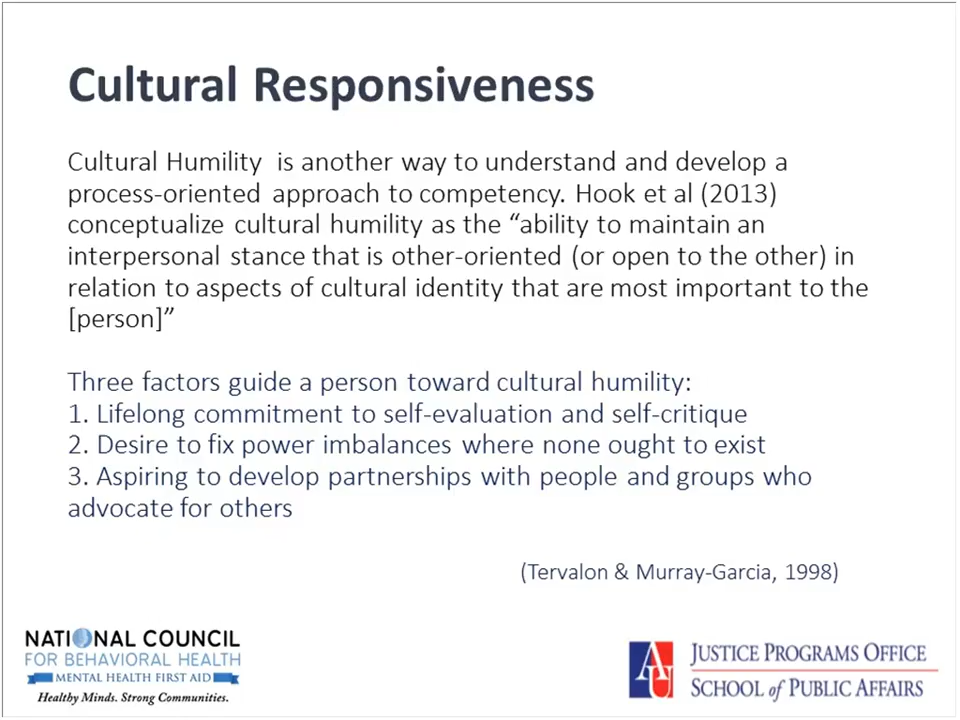 Cultural Responsiveness
Cultural Humility  is another way to understand and develop a
process-oriented approach to competency. Hook et al (2013)
conceptualize cultural humility as the “ability to maintain an
interpersonal stance that is other-oriented (or open to the other) in
relation to aspects of cultural identity that are most important to the
[person]”
Three factors guide a person toward cultural humility:
1. Lifelong commitment to self-evaluation and self-critique
2. Desire to fix power imbalances where none ought to exist
3. Aspiring to develop partnerships with people and groups who
advocate for others
(Tervalon & Murray-Garcia, 1998)
NATIONAL COUNCIL
FOR BEHAVIORAL HEALTH
MENTAL HEALTH FIRST AID
Healthy Minds. Strong Communities.
AU
JUSTICE PROGRAMS OFFICE
SCHOOL of PUBLIC AFFAIRS